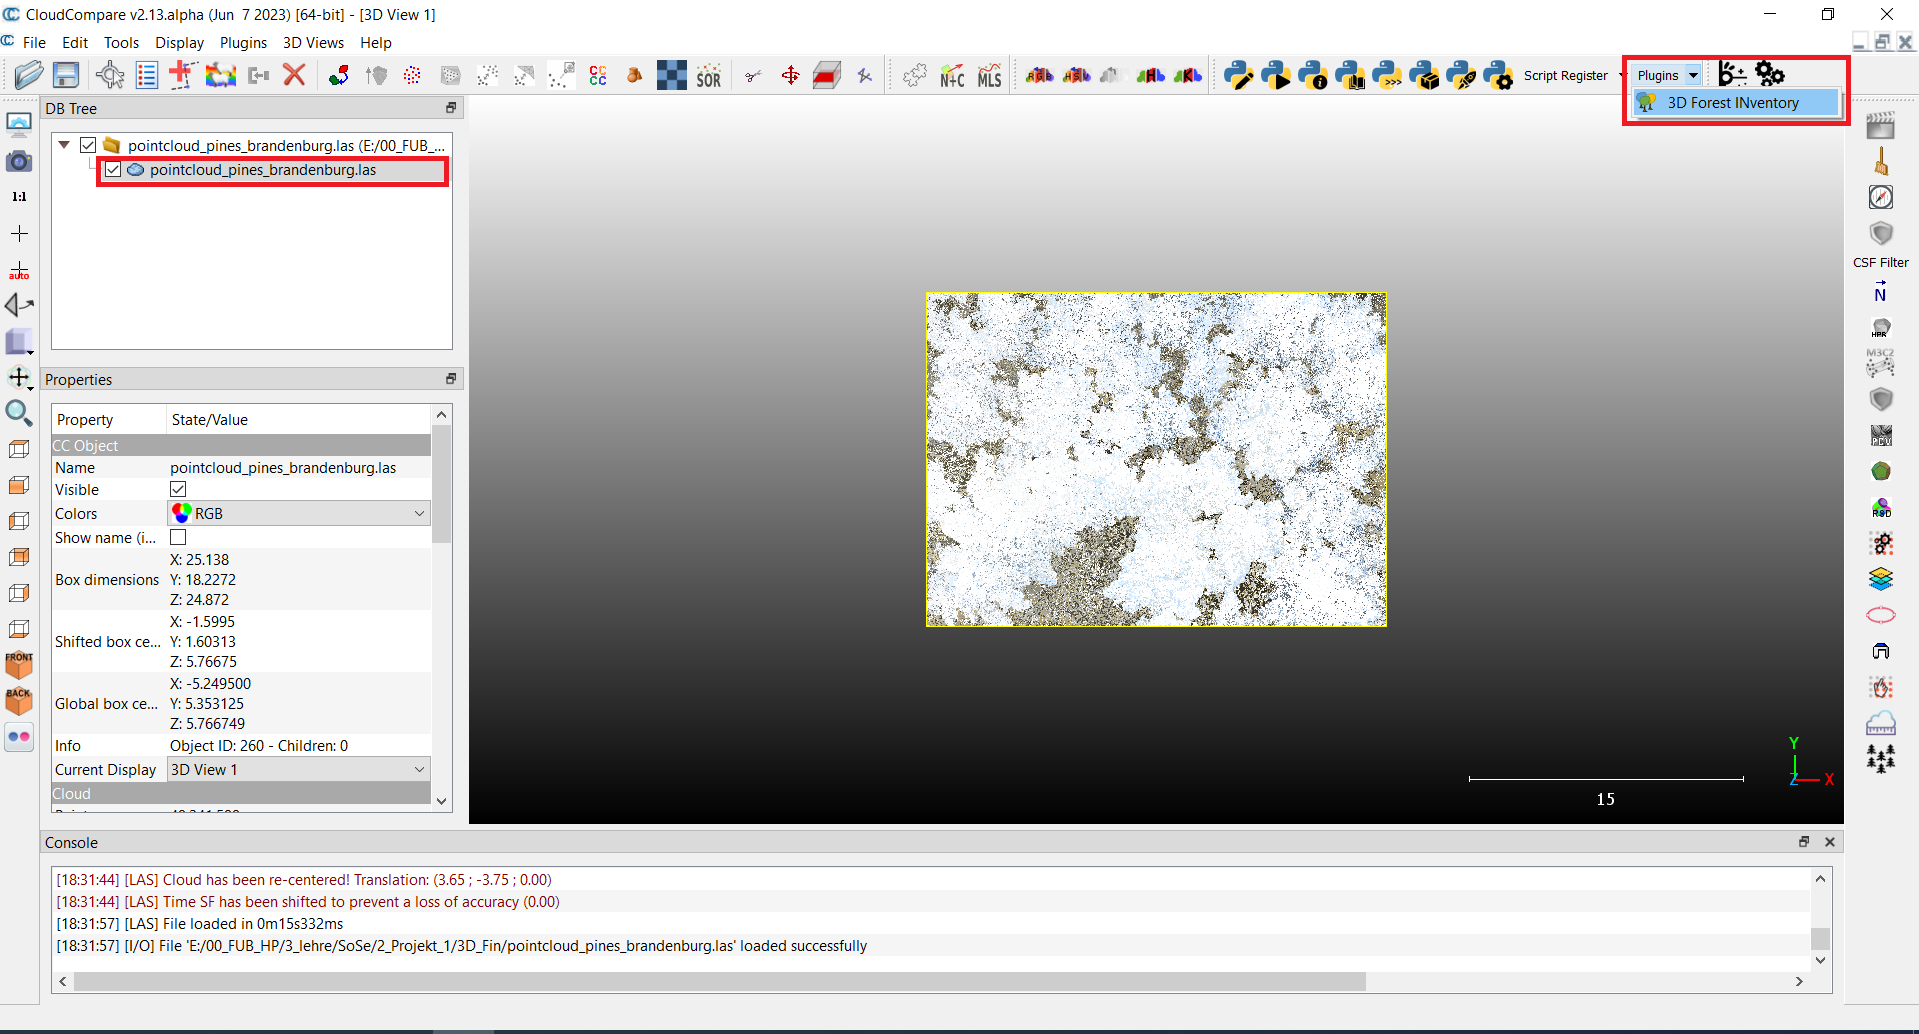 CloudCompare v2.13.alpha (Jun  7 2023) [64-bit] - [3D View 1]
File Edit Tools Display Plugins 3D Views Help
SOR N+C MLS RGB HSL Script Register Plugins
3D Forest INventory
DB Tree
pointcloud_pines_brandenburg.las (E:/00_FUB_...
pointcloud_pines_brandenburg.las
1:1
auto
FRONT
BACK
Properties
Property State/Value
CC Object
Name pointcloud_pines_brandenburg.las
Visible
Colors RGB
Show name (i...
Box dimensions X: 25.138
Y: 18.2272
Z: 24.872
Shifted box ce... X: -1.5995
Y: 1.60313
Z: 5.76675
Global box ce... X: -5.249500
Y: 5.353125
Z: 5.766749
Info Object ID: 260 - Children: 0
Current Display 3D View 1
Cloud
15
Y
Z X
CSF Filter
N
HPR
M3C2
PCV
RSD
Console
[18:31:44] [LAS] Cloud has been re-centered! Translation: (3.65 ; -3.75 ; 0.00)
[18:31:44] [LAS] Time SF has been shifted to prevent a loss of accuracy (0.00)
[18:31:57] [LAS] File loaded in 0m15s332ms
[18:31:57] [I/O] File 'E:/00_FUB_HP/3_lehre/SoSe/2_Projekt_1/3D_Fin/pointcloud_pines_brandenburg.las' loaded successfully